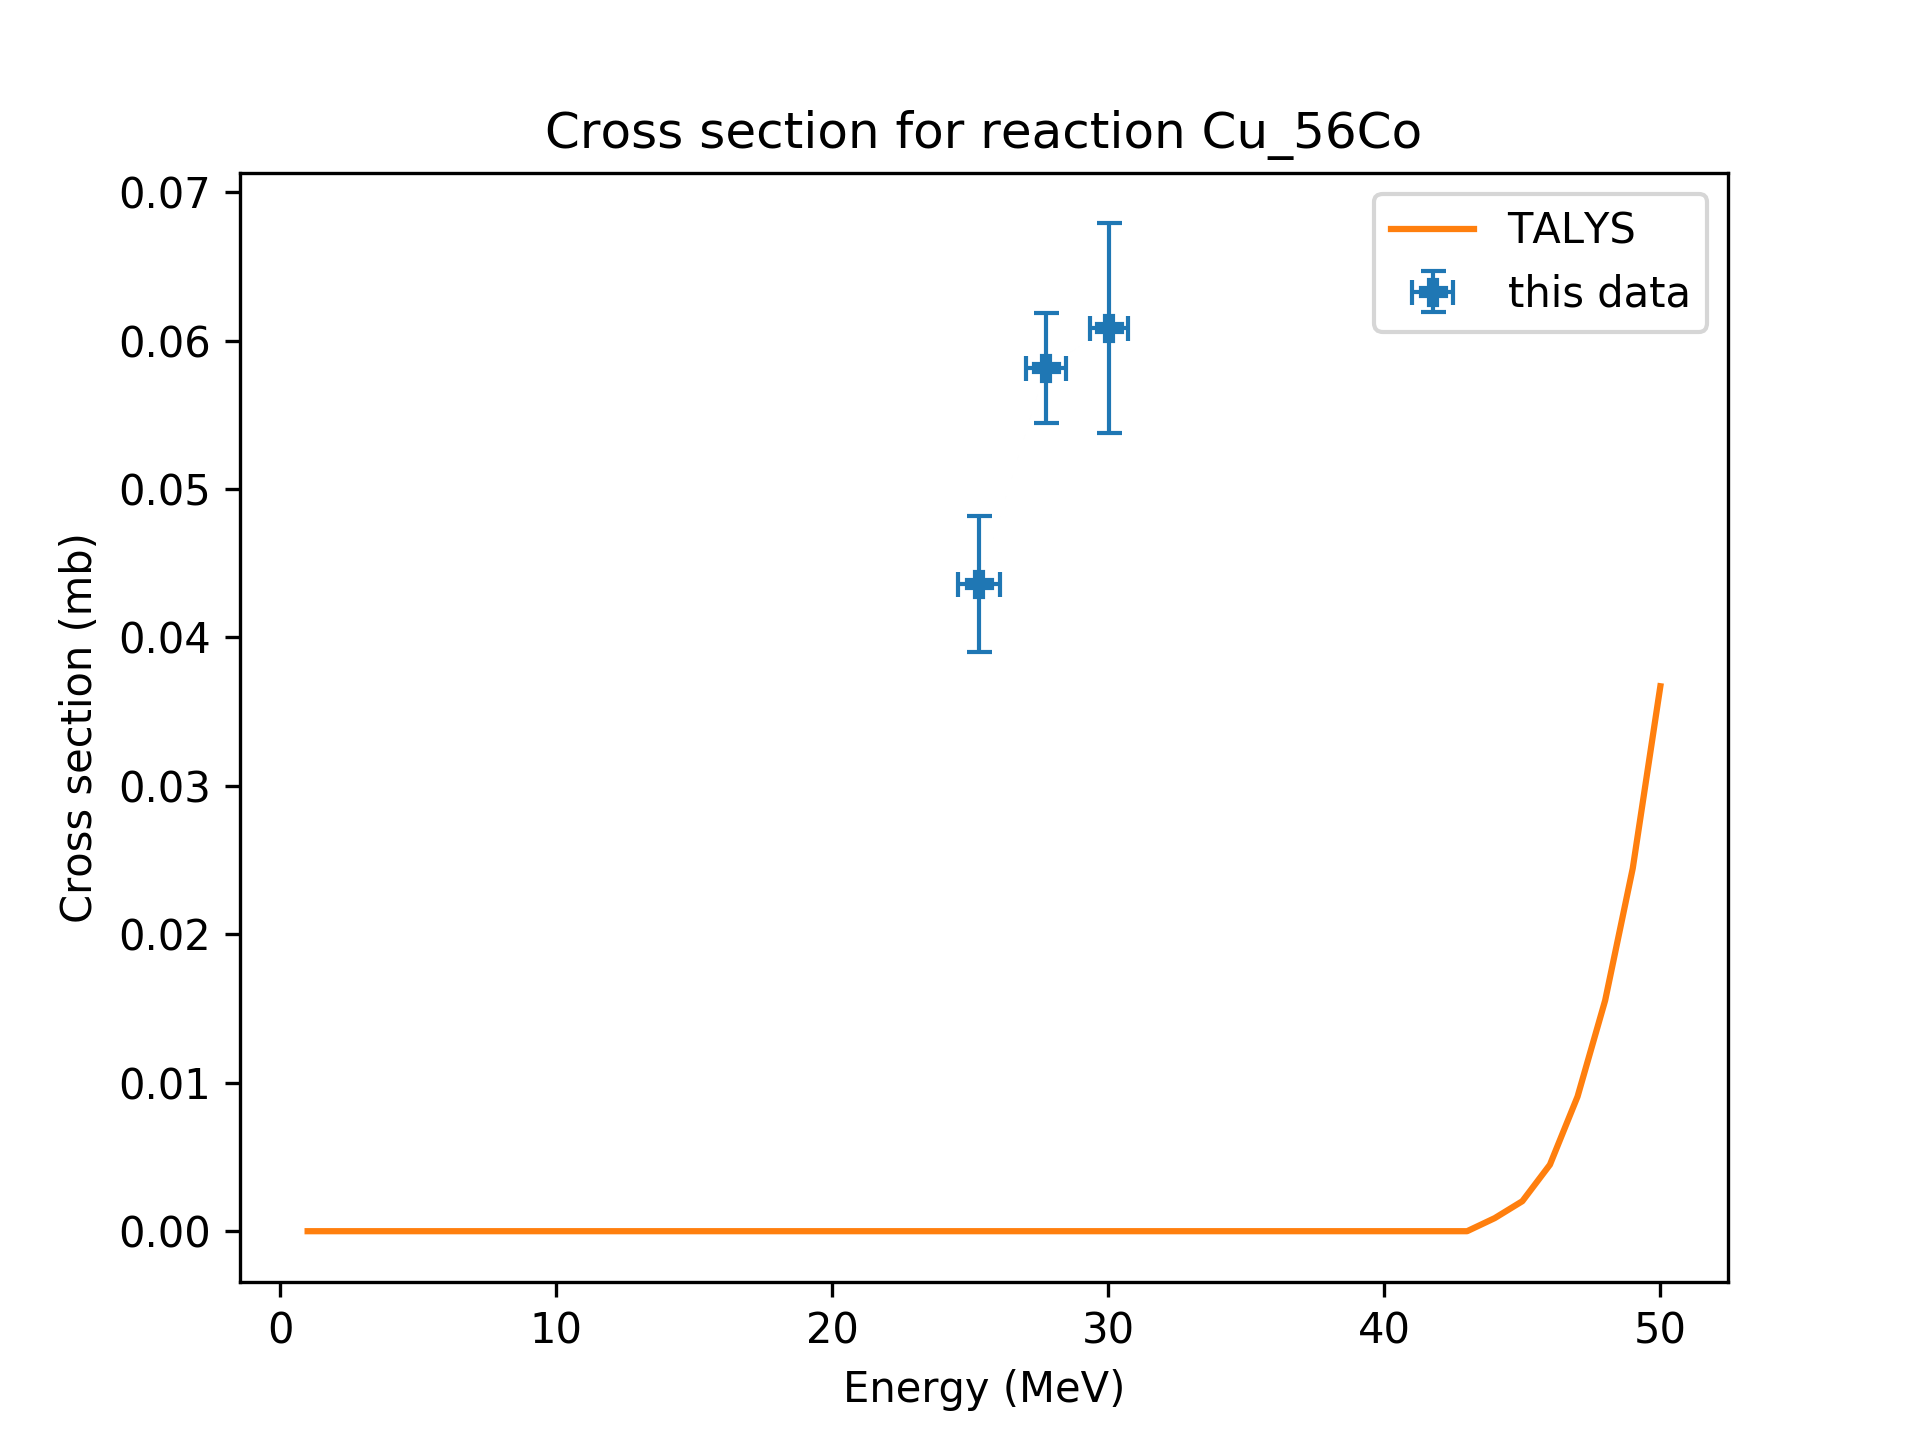 Cross section for reaction Cu_56Co
TALYS
this data
0.07
0.06
0.05
0.04
0.03
0.02
0.01
0.00
Cross section (mb)
0 10 20 30 40 50
Energy (MeV)